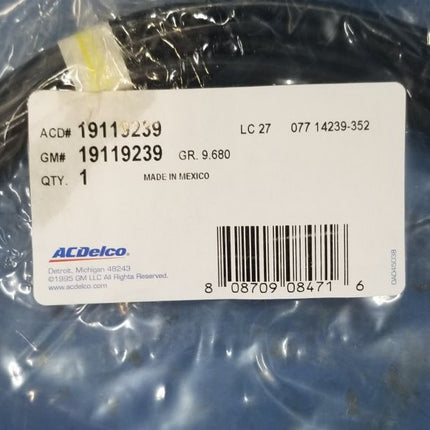 ACD# 19119239 LC 27 077 14239-352
GM# 19119239 GR. 9.680
QTY. 1 MADE IN MEXICO
ACDelco®
Detroit, Michigan 48243
©1995 GM LLC All Rights Reserved.
www.acdelco.com
8 08709 08471 6
0A045038